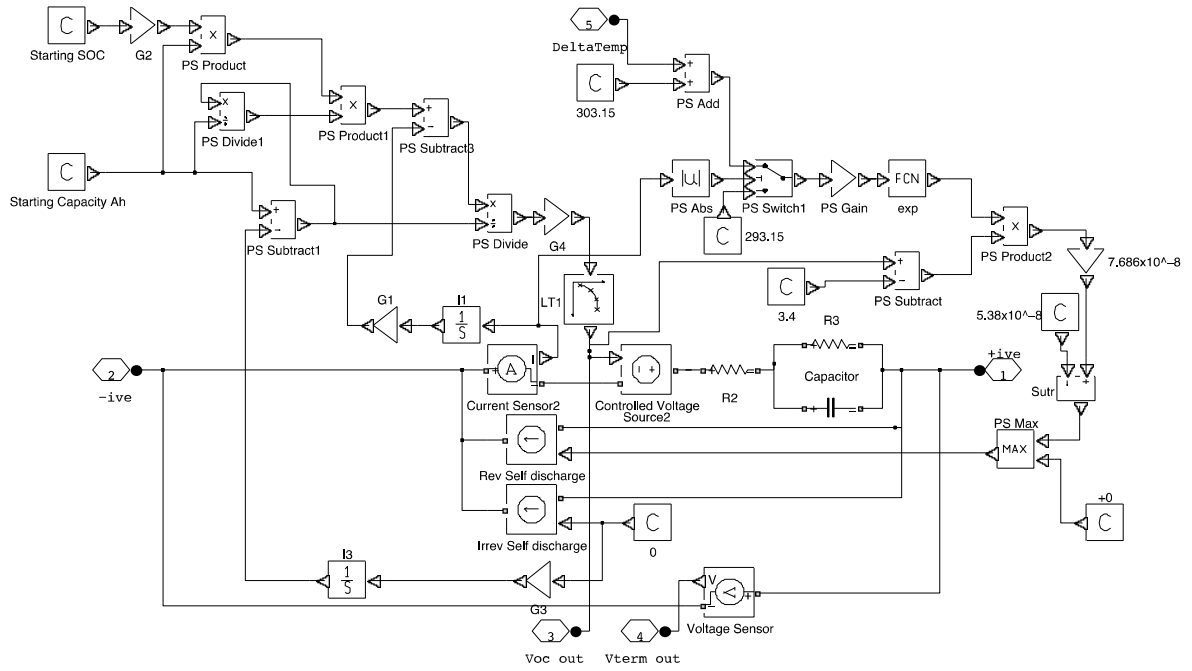 C
Starting SOC
G2
×
PS Product
5
DeltaTemp
C
303.15
+
+
PS Add
×
÷
PS Divide1
×
PS Product1
+
−
PS Subtract3
C
Starting Capacity Ah
+
−
PS Subtract1
×
÷
PS Divide
G4
|u|
PS Abs
PS Switch1
PS Gain
FCN
exp
C
293.15
×
PS Product2
7.686x10^−8
+
−
PS Subtract
C
3.4
C
5.38x10^−8
G1
I1
1
S
LT1
R3
2
−ive
I
+
A
−
Current Sensor2
− +
Controlled Voltage
Source2
−
+
−
R2
+
−
Capacitor
+
−
+ive
1
Sutr
-
+
PS Max
MAX
←
Rev Self discharge
←
Irrev Self discharge
C
0
+0
C
I3
1
S
G3
V
V
−
+
Voltage Sensor
3
Voc out
4
Vterm out